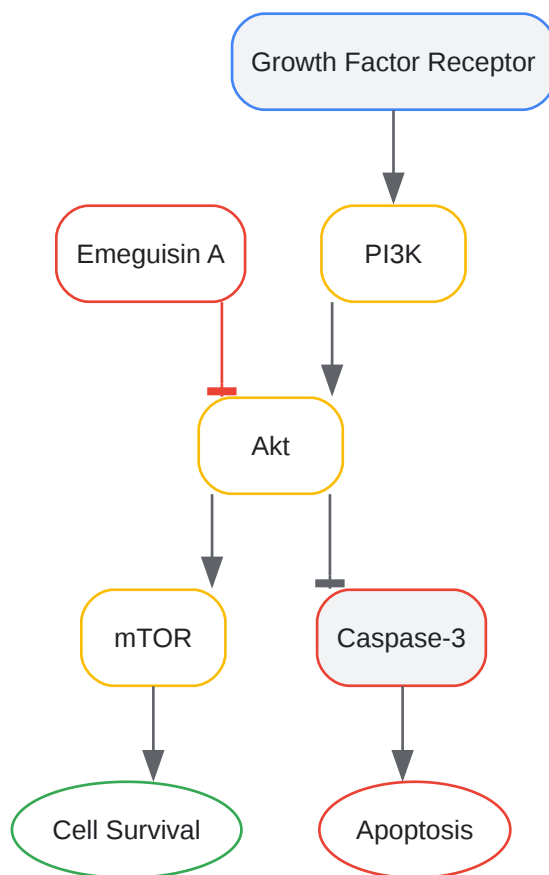 Growth Factor Receptor
Emeguisin A
PI3K
Akt
mTOR
Caspase-3
Cell Survival
Apoptosis